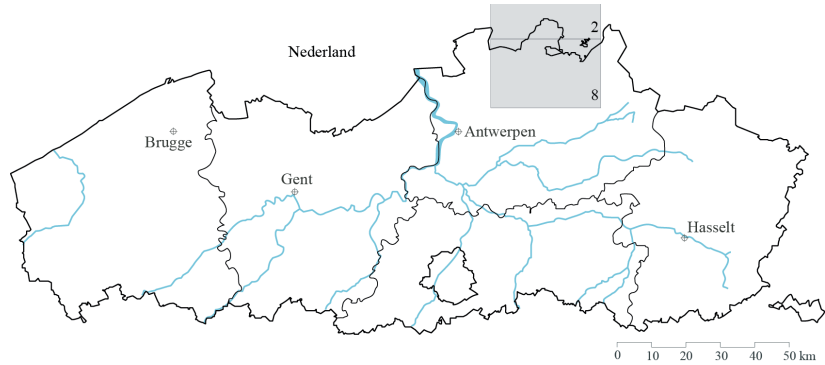 2
Nederland
8
Brugge
Antwerpen
Gent
Hasselt
0 10 20 30 40 50 km